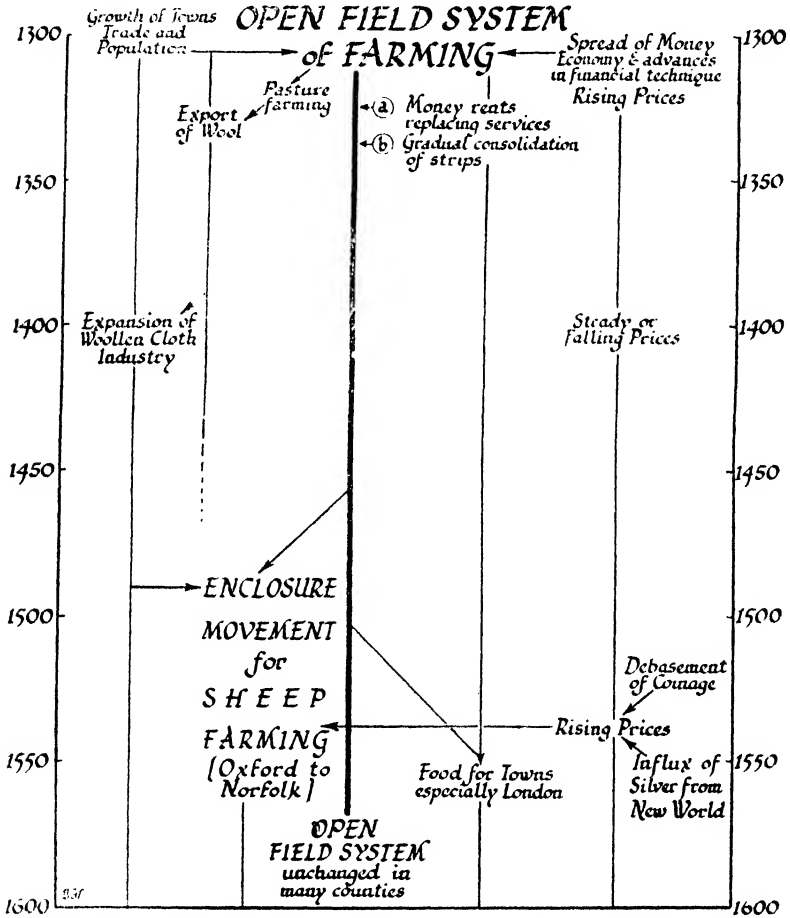 OPEN FIELD SYSTEM
of FARMING
Growth of Towns
Trade and
Population
Spread of Money
Economy & advances
in financial technique
Rising Prices
1300
1300
Pasture
farming
Export
of Wool
(a) Money rents
replacing services
(b) Gradual consolidation
of strips
1350
1350
Expansion of
Woollen Cloth
Industry
Steady or
Falling Prices
1400
1400
1450
1450
ENCLOSURE
MOVEMENT
for
SHEEP
FARMING
[Oxford to
Norfolk]
1500
1500
Debasement
of Coinage
Rising Prices
Influx of
Silver from
New World
1550
1550
Food for Towns
especially London
OPEN
FIELD SYSTEM
unchanged in
many counties
1600
1600